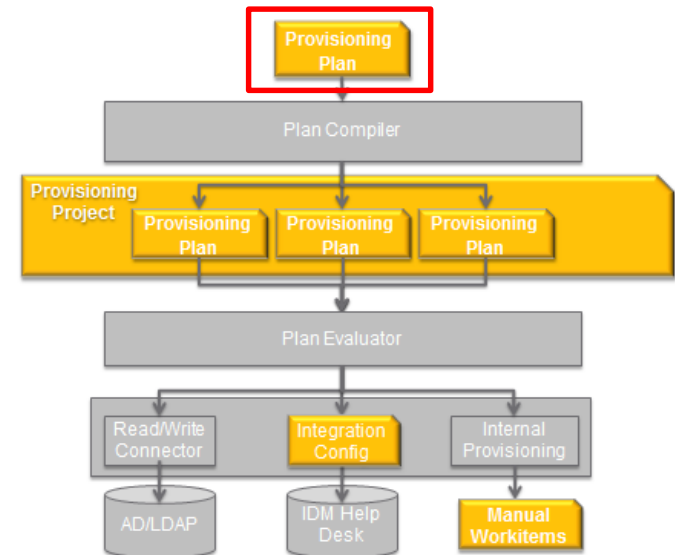 Provisioning
Plan
Plan Compiler
Provisioning
Project
Provisioning
Plan
Provisioning
Plan
Provisioning
Plan
Plan Evaluator
Read/Write
Connector
Integration
Config
Internal
Provisioning
AD/LDAP
IDM Help
Desk
Manual
Workitems